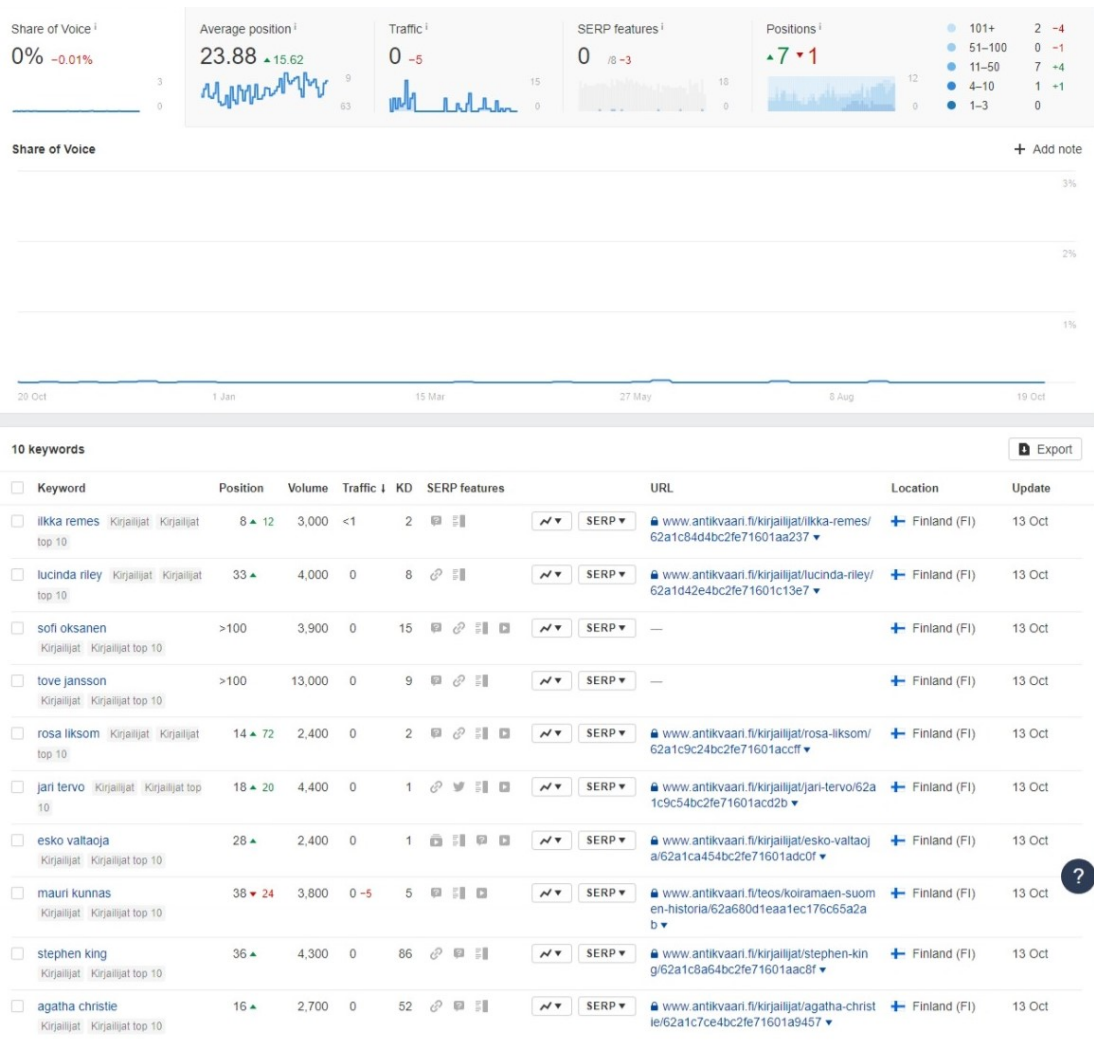 Share of Voice i
0% -0.01%
3
0
Average position i
23.88 ▲ 15.62
9
63
Traffic i
0 -5
15
0
SERP features i
0 /8 -3
18
0
Positions i
▲7 ▼1
12
0
101+ 2 -4
51–100 0 -1
11–50 7 +4
4–10 1 +1
1–3 0
Share of Voice
+ Add note
3%
2%
1%
20 Oct 1 Jan 15 Mar 27 May 8 Aug 19 Oct
10 keywords
Export
Keyword Position Volume Traffic ↓ KD SERP features URL Location Update
ilkka remes Kirjailijat Kirjailijat 8 ▲ 12 3,000 <1 2 SERP ▼ www.antikvaari.fi/kirjailijat/ilkka-remes/ Finland (FI) 13 Oct
top 10 62a1c84d4bc2fe71601aa237 ▼
lucinda riley Kirjailijat Kirjailijat 33 ▲ 4,000 0 8 SERP ▼ www.antikvaari.fi/kirjailijat/lucinda-riley/ Finland (FI) 13 Oct
top 10 62a1d42e4bc2fe71601c13e7 ▼
sofi oksanen >100 3,900 0 15 SERP ▼ — Finland (FI) 13 Oct
Kirjailijat Kirjailijat top 10
tove jansson >100 13,000 0 9 SERP ▼ — Finland (FI) 13 Oct
Kirjailijat Kirjailijat top 10
rosa liksom Kirjailijat Kirjailijat 14 ▲ 72 2,400 0 2 SERP ▼ www.antikvaari.fi/kirjailijat/rosa-liksom/ Finland (FI) 13 Oct
top 10 62a1c9c24bc2fe71601accff ▼
jari tervo Kirjailijat Kirjailijat top 18 ▲ 20 4,400 0 1 SERP ▼ www.antikvaari.fi/kirjailijat/jari-tervo/62a Finland (FI) 13 Oct
10 1c9c54bc2fe71601acd2b ▼
esko valtaoja 28 ▲ 2,400 0 1 SERP ▼ www.antikvaari.fi/kirjailijat/esko-valtaoj Finland (FI) 13 Oct
Kirjailijat Kirjailijat top 10 a/62a1ca454bc2fe71601adc0f ▼
?
mauri kunnas 38 ▼ 24 3,800 0 -5 5 SERP ▼ www.antikvaari.fi/teos/koiramaen-suom Finland (FI) 13 Oct
Kirjailijat Kirjailijat top 10 en-historia/62a680d1eaa1ec176c65a2a
b ▼
stephen king 36 ▲ 4,300 0 86 SERP ▼ www.antikvaari.fi/kirjailijat/stephen-kin Finland (FI) 13 Oct
Kirjailijat Kirjailijat top 10 g/62a1c8a64bc2fe71601aac8f ▼
agatha christie 16 ▲ 2,700 0 52 SERP ▼ www.antikvaari.fi/kirjailijat/agatha-christ Finland (FI) 13 Oct
Kirjailijat Kirjailijat top 10 ie/62a1c7ce4bc2fe71601a9457 ▼